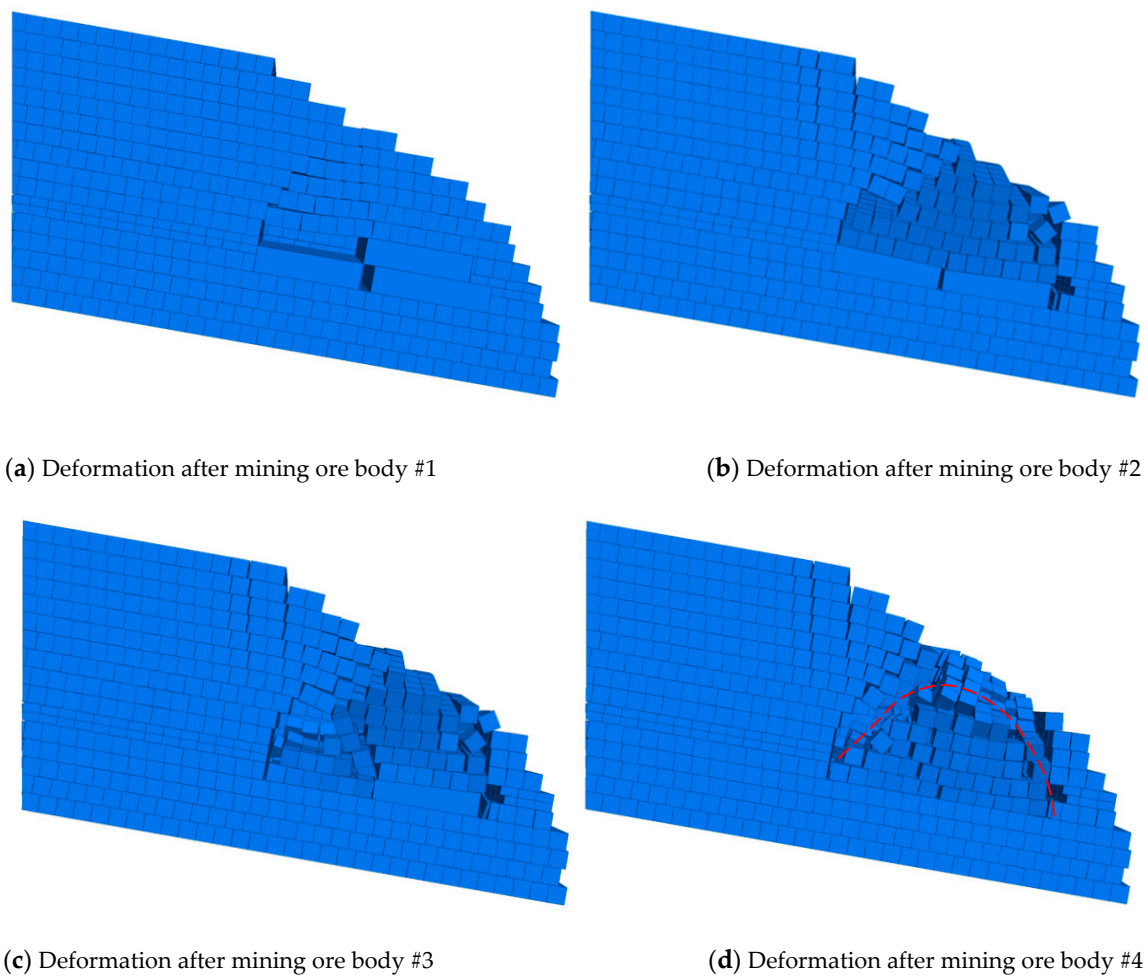 (a) Deformation after mining ore body #1
(b) Deformation after mining ore body #2
(c) Deformation after mining ore body #3
(d) Deformation after mining ore body #4